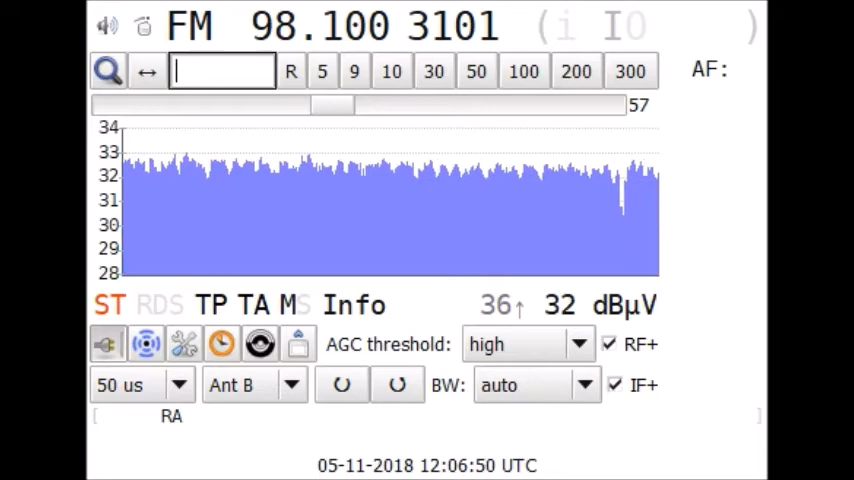 FM 98.100 3101 (i IO )
↔ R 5 9 10 30 50 100 200 300 AF:
57
34
33
32
31
30
29
28
ST RDS TP TA MS Info 36↑ 32 dBµV
AGC threshold: high RF+
50 us Ant B BW: auto IF+
[ RA ]
05-11-2018 12:06:50 UTC